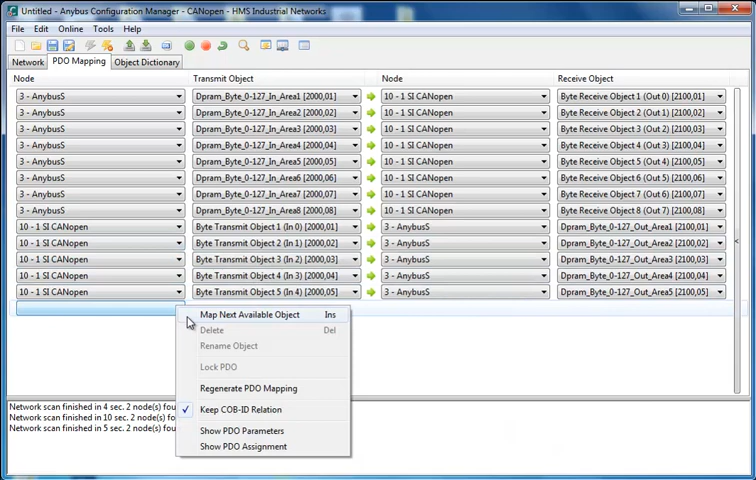 Untitled - Anybus Configuration Manager - CANopen - HMS Industrial Networks
File Edit Online Tools Help
Network PDO Mapping Object Dictionary
Node Transmit Object Node Receive Object
3 - AnybusS Dpram_Byte_0-127_In_Area1 [2000,01] 10 - 1 SI CANopen Byte Receive Object 1 (Out 0) [2100,01]
3 - AnybusS Dpram_Byte_0-127_In_Area2 [2000,02] 10 - 1 SI CANopen Byte Receive Object 2 (Out 1) [2100,02]
3 - AnybusS Dpram_Byte_0-127_In_Area3 [2000,03] 10 - 1 SI CANopen Byte Receive Object 3 (Out 2) [2100,03]
3 - AnybusS Dpram_Byte_0-127_In_Area4 [2000,04] 10 - 1 SI CANopen Byte Receive Object 4 (Out 3) [2100,04]
3 - AnybusS Dpram_Byte_0-127_In_Area5 [2000,05] 10 - 1 SI CANopen Byte Receive Object 5 (Out 4) [2100,05]
3 - AnybusS Dpram_Byte_0-127_In_Area6 [2000,06] 10 - 1 SI CANopen Byte Receive Object 6 (Out 5) [2100,06]
3 - AnybusS Dpram_Byte_0-127_In_Area7 [2000,07] 10 - 1 SI CANopen Byte Receive Object 7 (Out 6) [2100,07]
3 - AnybusS Dpram_Byte_0-127_In_Area8 [2000,08] 10 - 1 SI CANopen Byte Receive Object 8 (Out 7) [2100,08]
10 - 1 SI CANopen Byte Transmit Object 1 (In 0) [2000,01] 3 - AnybusS Dpram_Byte_0-127_Out_Area1 [2100,01]
10 - 1 SI CANopen Byte Transmit Object 2 (In 1) [2000,02] 3 - AnybusS Dpram_Byte_0-127_Out_Area2 [2100,02]
10 - 1 SI CANopen Byte Transmit Object 3 (In 2) [2000,03] 3 - AnybusS Dpram_Byte_0-127_Out_Area3 [2100,03]
10 - 1 SI CANopen Byte Transmit Object 4 (In 3) [2000,04] 3 - AnybusS Dpram_Byte_0-127_Out_Area4 [2100,04]
10 - 1 SI CANopen Byte Transmit Object 5 (In 4) [2000,05] 3 - AnybusS Dpram_Byte_0-127_Out_Area5 [2100,05]
Map Next Available Object Ins
Delete Del
Rename Object
Lock PDO
Regenerate PDO Mapping
Keep COB-ID Relation
Show PDO Parameters
Show PDO Assignment
Network scan finished in 4 sec. 2 node(s) fou
Network scan finished in 10 sec. 2 node(s) fo
Network scan finished in 5 sec. 2 node(s) fou